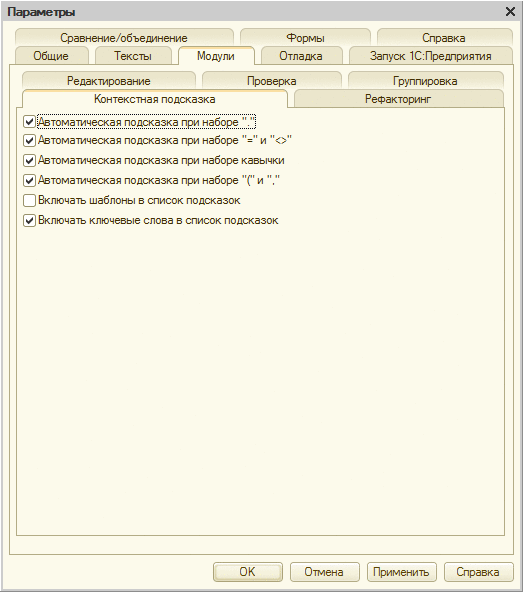 Параметры
Сравнение/объединение Формы Справка
Общие Тексты Модули Отладка Запуск 1С:Предприятия
Редактирование Проверка Группировка
Контекстная подсказка Рефакторинг
Автоматическая подсказка при наборе "."
Автоматическая подсказка при наборе "=" и "<>"
Автоматическая подсказка при наборе кавычки
Автоматическая подсказка при наборе "(" и ","
Включать шаблоны в список подсказок
Включать ключевые слова в список подсказок
OK Отмена Применить Справка